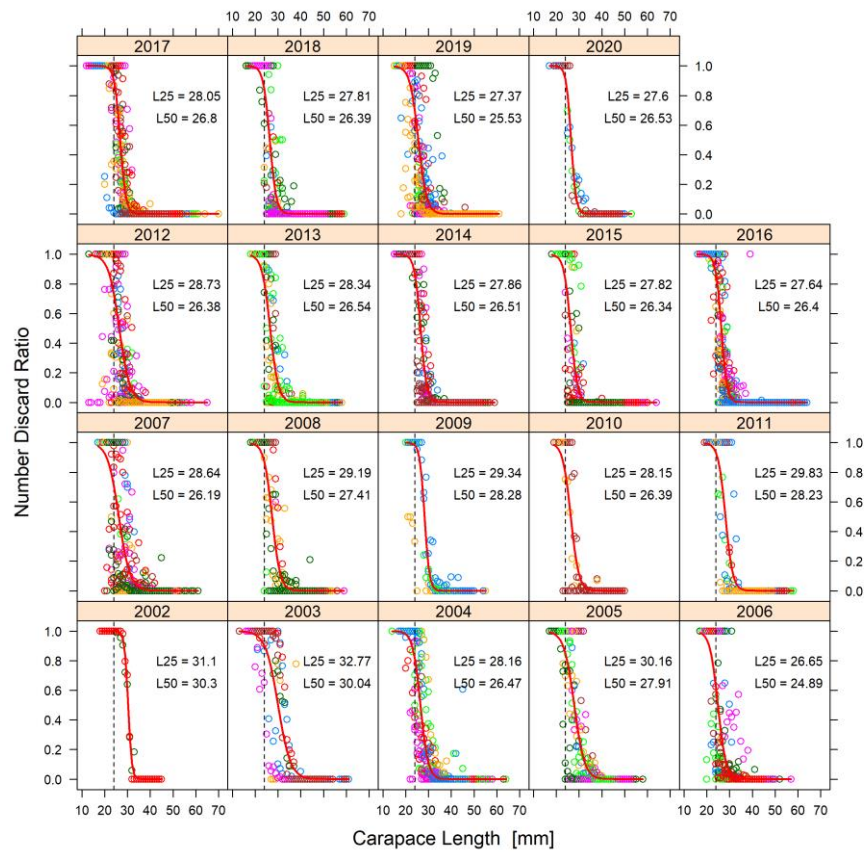 10 20 30 40 50 60 70 10 20 30 40 50 60 70
2017 2018 2019 2020
L25 = 28.05
L50 = 26.8
L25 = 27.81
L50 = 26.39
L25 = 27.37
L50 = 25.53
L25 = 27.6
L50 = 26.53
1.0
0.8
0.6
0.4
0.2
0.0
2012 2013 2014 2015 2016
1.0
0.8
0.6
0.4
0.2
0.0
L25 = 28.73
L50 = 26.38
L25 = 28.34
L50 = 26.54
L25 = 27.86
L50 = 26.51
L25 = 27.82
L50 = 26.34
L25 = 27.64
L50 = 26.4
Number Discard Ratio
2007 2008 2009 2010 2011
L25 = 28.64
L50 = 26.19
L25 = 29.19
L50 = 27.41
L25 = 29.34
L50 = 28.28
L25 = 28.15
L50 = 26.39
L25 = 29.83
L50 = 28.23
1.0
0.8
0.6
0.4
0.2
0.0
2002 2003 2004 2005 2006
1.0
0.8
0.6
0.4
0.2
0.0
L25 = 31.1
L50 = 30.3
L25 = 32.77
L50 = 30.04
L25 = 28.16
L50 = 26.47
L25 = 30.16
L50 = 27.91
L25 = 26.65
L50 = 24.89
10 20 30 40 50 60 70 10 20 30 40 50 60 70 10 20 30 40 50 60 70
Carapace Length [mm]